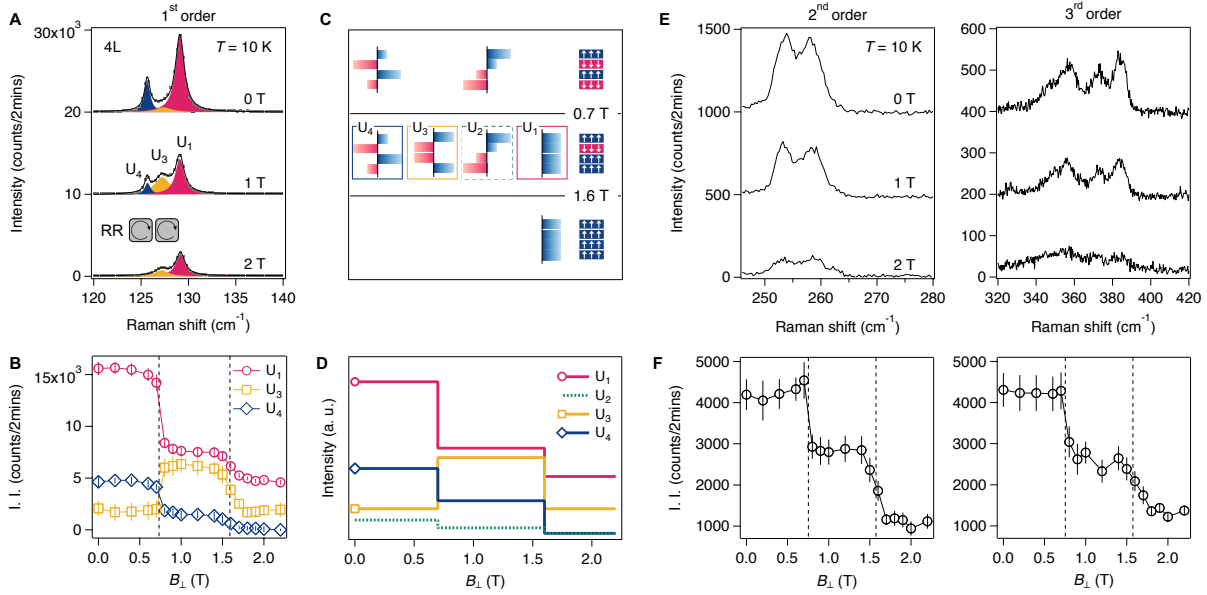 A
1st order
30x10³
4L
T = 10 K
20
0 T
U4
U3
U1
10
1 T
RR
0
2 T
Intensity (counts/2mins)
120
125
130
135
140
Raman shift (cm-1)
C
0.7 T
U4
U3
U2
U1
1.6 T
E
2nd order
1500
T = 10 K
1000
0 T
500
1 T
0
2 T
Intensity (counts/2mins)
250
260
270
280
Raman shift (cm-1)
3rd order
600
500
400
300
200
100
0
320
340
360
380
400
420
Raman shift (cm-1)
B
15x10³
10
5
0
U1
U3
U4
I. I. (counts/2mins)
0.0
0.5
1.0
1.5
2.0
B⊥ (T)
D
U1
U2
U3
U4
Intensity (a. u.)
0.0
0.5
1.0
1.5
2.0
B⊥ (T)
F
5000
4000
3000
2000
1000
I. I. (counts/2mins)
0.0
0.5
1.0
1.5
2.0
B⊥ (T)
5000
4000
3000
2000
1000
0.0
0.5
1.0
1.5
2.0
B⊥ (T)